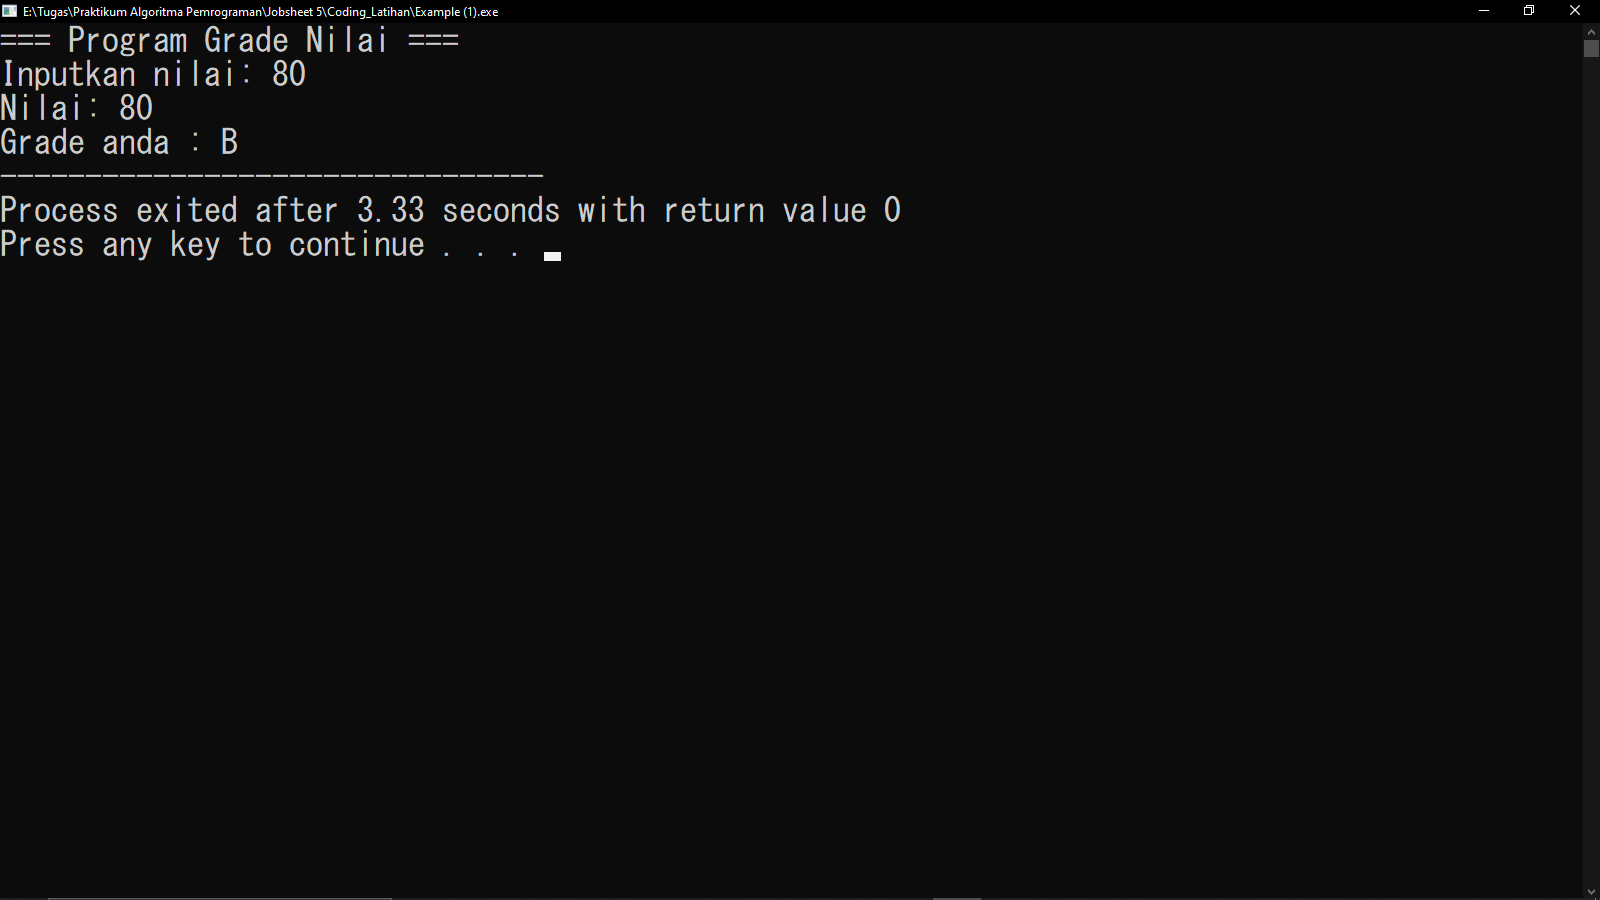 E:\Tugas\Praktikum Algoritma Pemrograman\Jobsheet 5\Coding_Latihan\Example (1).exe
=== Program Grade Nilai ===
Inputkan nilai: 80
Nilai: 80
Grade anda : B
--------------------------------
Process exited after 3.33 seconds with return value 0
Press any key to continue . . .